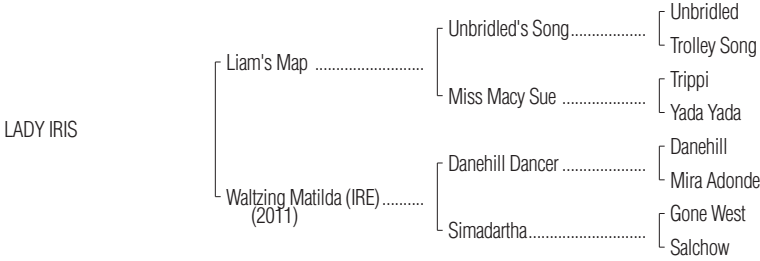 Unbridled
Unbridled's Song..................
Trolley Song
Liam's Map ..........................
Trippi
Miss Macy Sue ....................
Yada Yada
LADY IRIS
Danehill
Danehill Dancer ....................
Mira Adonde
Waltzing Matilda (IRE)..........
(2011)
Gone West
Simadartha............................
Salchow